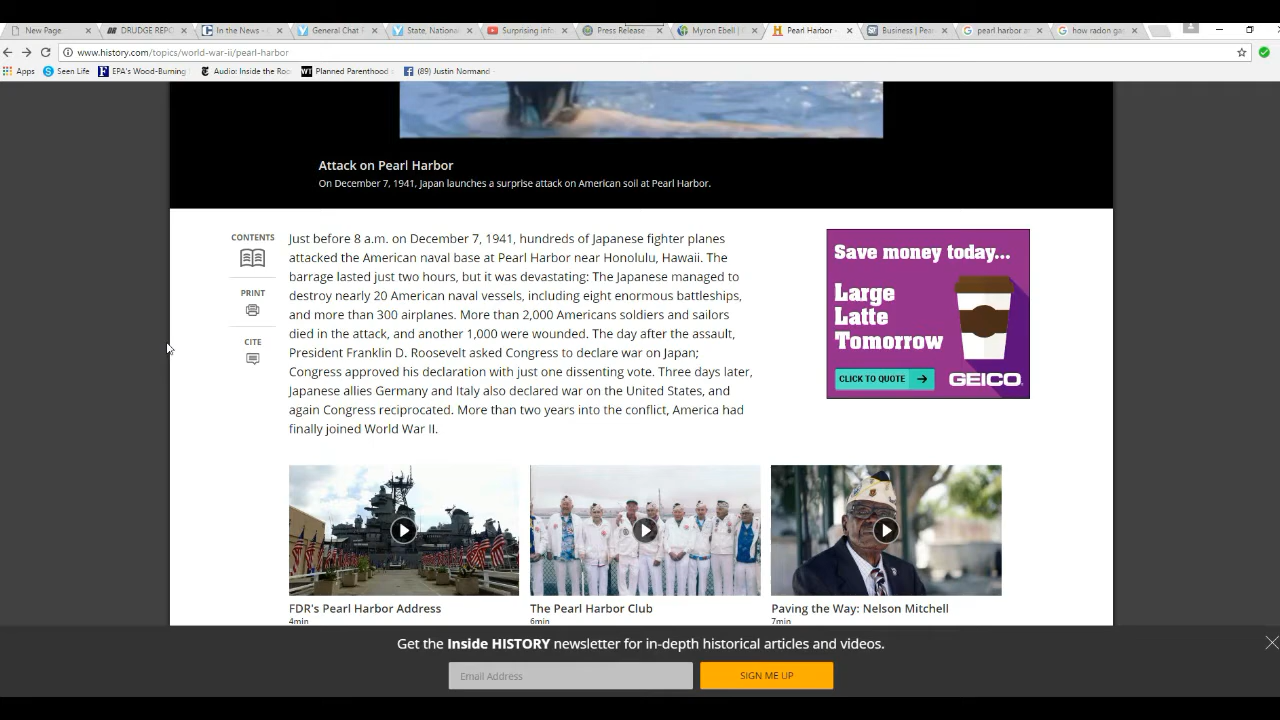 New Page
DRUDGE REPO
In the News -
General Chat F
State, National
Surprising info
Press Release
Myron Ebell |
Pearl Harbor -
Business | Pea
pearl harbor a
how radon ga
www.history.com/topics/world-war-ii/pearl-harbor
Apps
Seen Life
EPA's Wood-Burning
Audio: Inside the Roo
Planned Parenthood
(89) Justin Normand -
Attack on Pearl Harbor
On December 7, 1941, Japan launches a surprise attack on American soil at Pearl Harbor.
CONTENTS
PRINT
CITE
Just before 8 a.m. on December 7, 1941, hundreds of Japanese fighter planes
attacked the American naval base at Pearl Harbor near Honolulu, Hawaii. The
barrage lasted just two hours, but it was devastating: The Japanese managed to
destroy nearly 20 American naval vessels, including eight enormous battleships,
and more than 300 airplanes. More than 2,000 Americans soldiers and sailors
died in the attack, and another 1,000 were wounded. The day after the assault,
President Franklin D. Roosevelt asked Congress to declare war on Japan;
Congress approved his declaration with just one dissenting vote. Three days later,
Japanese allies Germany and Italy also declared war on the United States, and
again Congress reciprocated. More than two years into the conflict, America had
finally joined World War II.
Save money today...
Large
Latte
Tomorrow
CLICK TO QUOTE
GEICO.
FDR's Pearl Harbor Address
4min
The Pearl Harbor Club
6min
Paving the Way: Nelson Mitchell
7min
Get the Inside HISTORY newsletter for in-depth historical articles and videos.
Email Address
SIGN ME UP